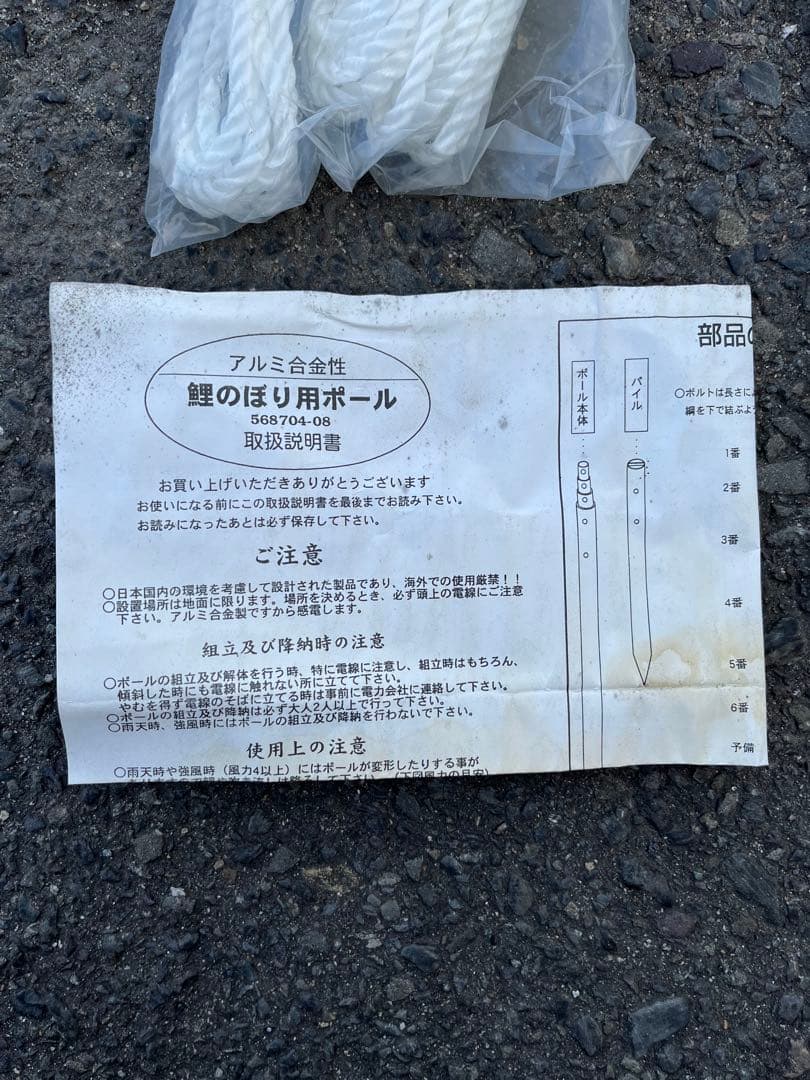 アルミ合金性
鯉のぼり用ポール
568704-08
取扱説明書
お買い上げいただきありがとうございます
お使いになる前にこの取扱説明書を最後までお読み下さい。
お読みになったあとは必ず保存して下さい。
ご注意
○日本国内の環境を考慮して設計された製品であり、海外での使用厳禁！！
○設置場所は地面に限ります。場所を決めるとき、必ず頭上の電線にご注意
下さい。アルミ合金製ですから感電します。
組立及び降納時の注意
○ポールの組立及び解体を行う時、特に電線に注意し、組立時はもちろん、
傾斜した時にも電線に触れない所に立てて下さい。
やむを得ず電線のそばに立てる時は事前に電力会社に連絡して下さい。
○ポールの組立及び降納は必ず大人2人以上で行って下さい。
○雨天時、強風時にはポールの組立及び降納を行わないで下さい。
使用上の注意
○雨天時や強風時（風力4以上）にはポールが変形したりする事が
部品の
ポール本体
パイル
○ボルトは長さに
綱を下で結ぶよ
1番
2番
3番
4番
5番
6番
予備